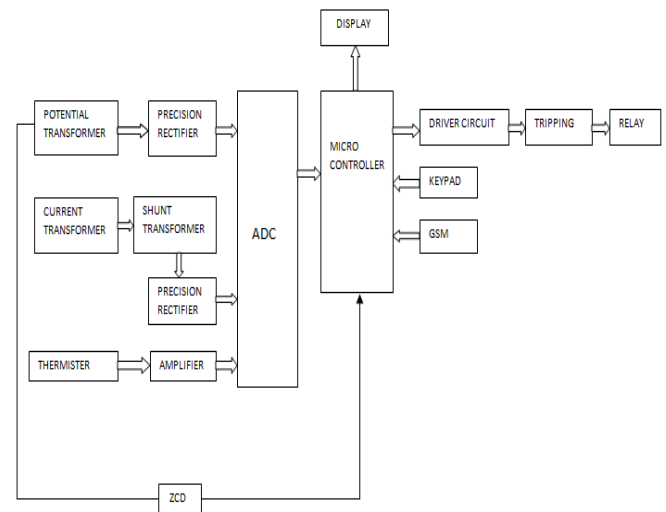 DISPLAY
POTENTIAL
TRANSFORMER
PRECISION
RECTIFIER
MICRO
CONTROLLER
DRIVER CIRCUIT
TRIPPING
RELAY
KEYPAD
CURRENT
TRANSFORMER
SHUNT
TRANSFORMER
ADC
GSM
PRECISION
RECTIFIER
THERMISTER
AMPLIFIER
ZCD